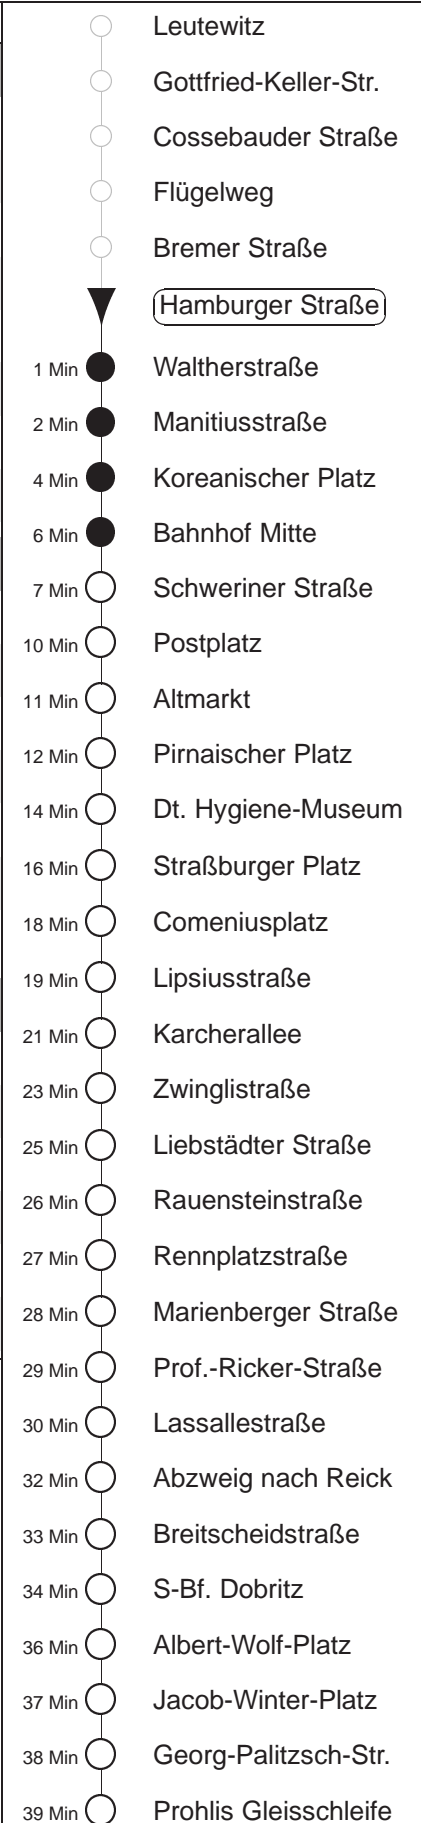 Leutewitz
Gottfried-Keller-Str.
Cossebauder Straße
Flügelweg
Bremer Straße
Hamburger Straße
1 Min Waltherstraße
2 Min Manitiusstraße
4 Min Koreanischer Platz
6 Min Bahnhof Mitte
7 Min Schweriner Straße
10 Min Postplatz
11 Min Altmarkt
12 Min Pirnaischer Platz
14 Min Dt. Hygiene-Museum
16 Min Straßburger Platz
18 Min Comeniusplatz
19 Min Lipsiusstraße
21 Min Karcherallee
23 Min Zwinglistraße
25 Min Liebstädter Straße
26 Min Rauensteinstraße
27 Min Rennplatzstraße
28 Min Marienberger Straße
29 Min Prof.-Ricker-Straße
30 Min Lassallestraße
32 Min Abzweig nach Reick
33 Min Breitscheidstraße
34 Min S-Bf. Dobritz
36 Min Albert-Wolf-Platz
37 Min Jacob-Winter-Platz
38 Min Georg-Palitzsch-Str.
39 Min Prohlis Gleisschleife